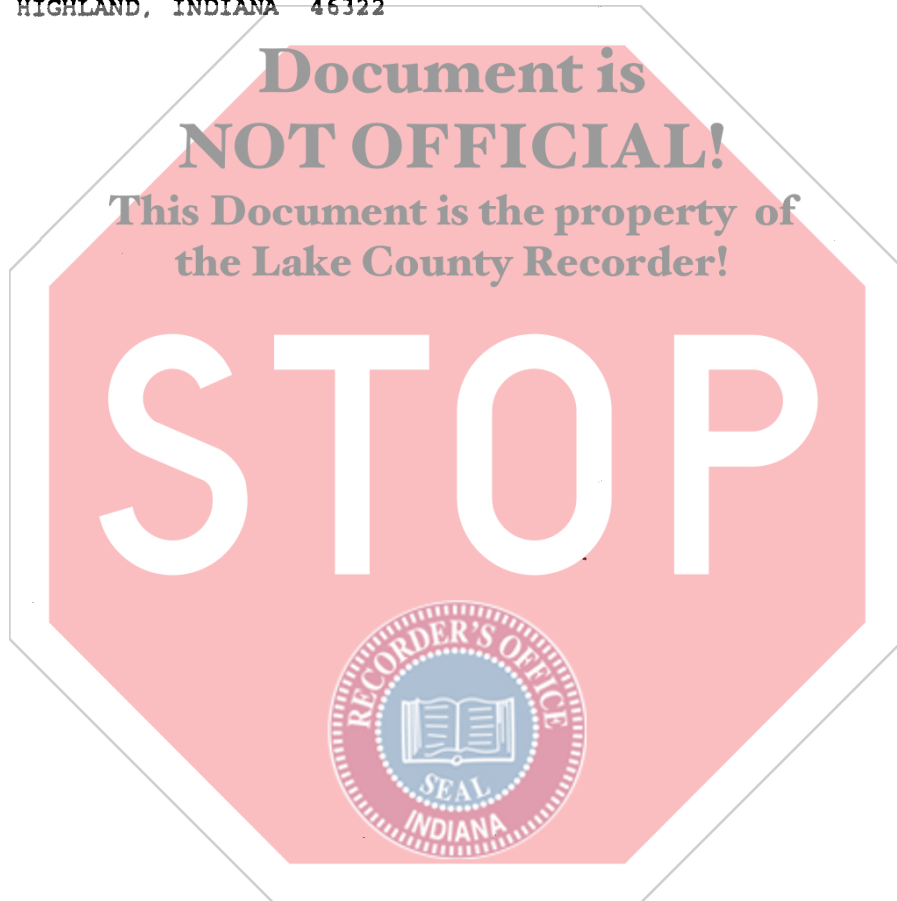 HIGHLAND, INDIANA 46322
Document is
NOT OFFICIAL!
This Document is the property of
the Lake County Recorder!
STOP
RECORDER'S OFFICE
SEAL
INDIANA